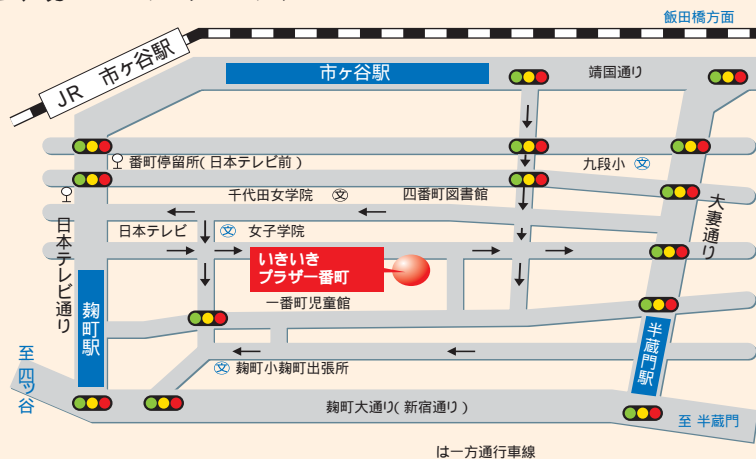 飯田橋方面
JR 市ヶ谷駅
市ヶ谷駅
靖国通り
番町停留所(日本テレビ前)
九段小 文
千代田女学院 文
四番町図書館
大妻通り
日本テレビ
文 女子学院
日本テレビ通り
いきいき
プラザ一番町
一番町児童館
麹町駅
半蔵門駅
至 四ッ谷
文 麹町小麹町出張所
麹町大通り(新宿通り)
至 半蔵門
は一方通行車線